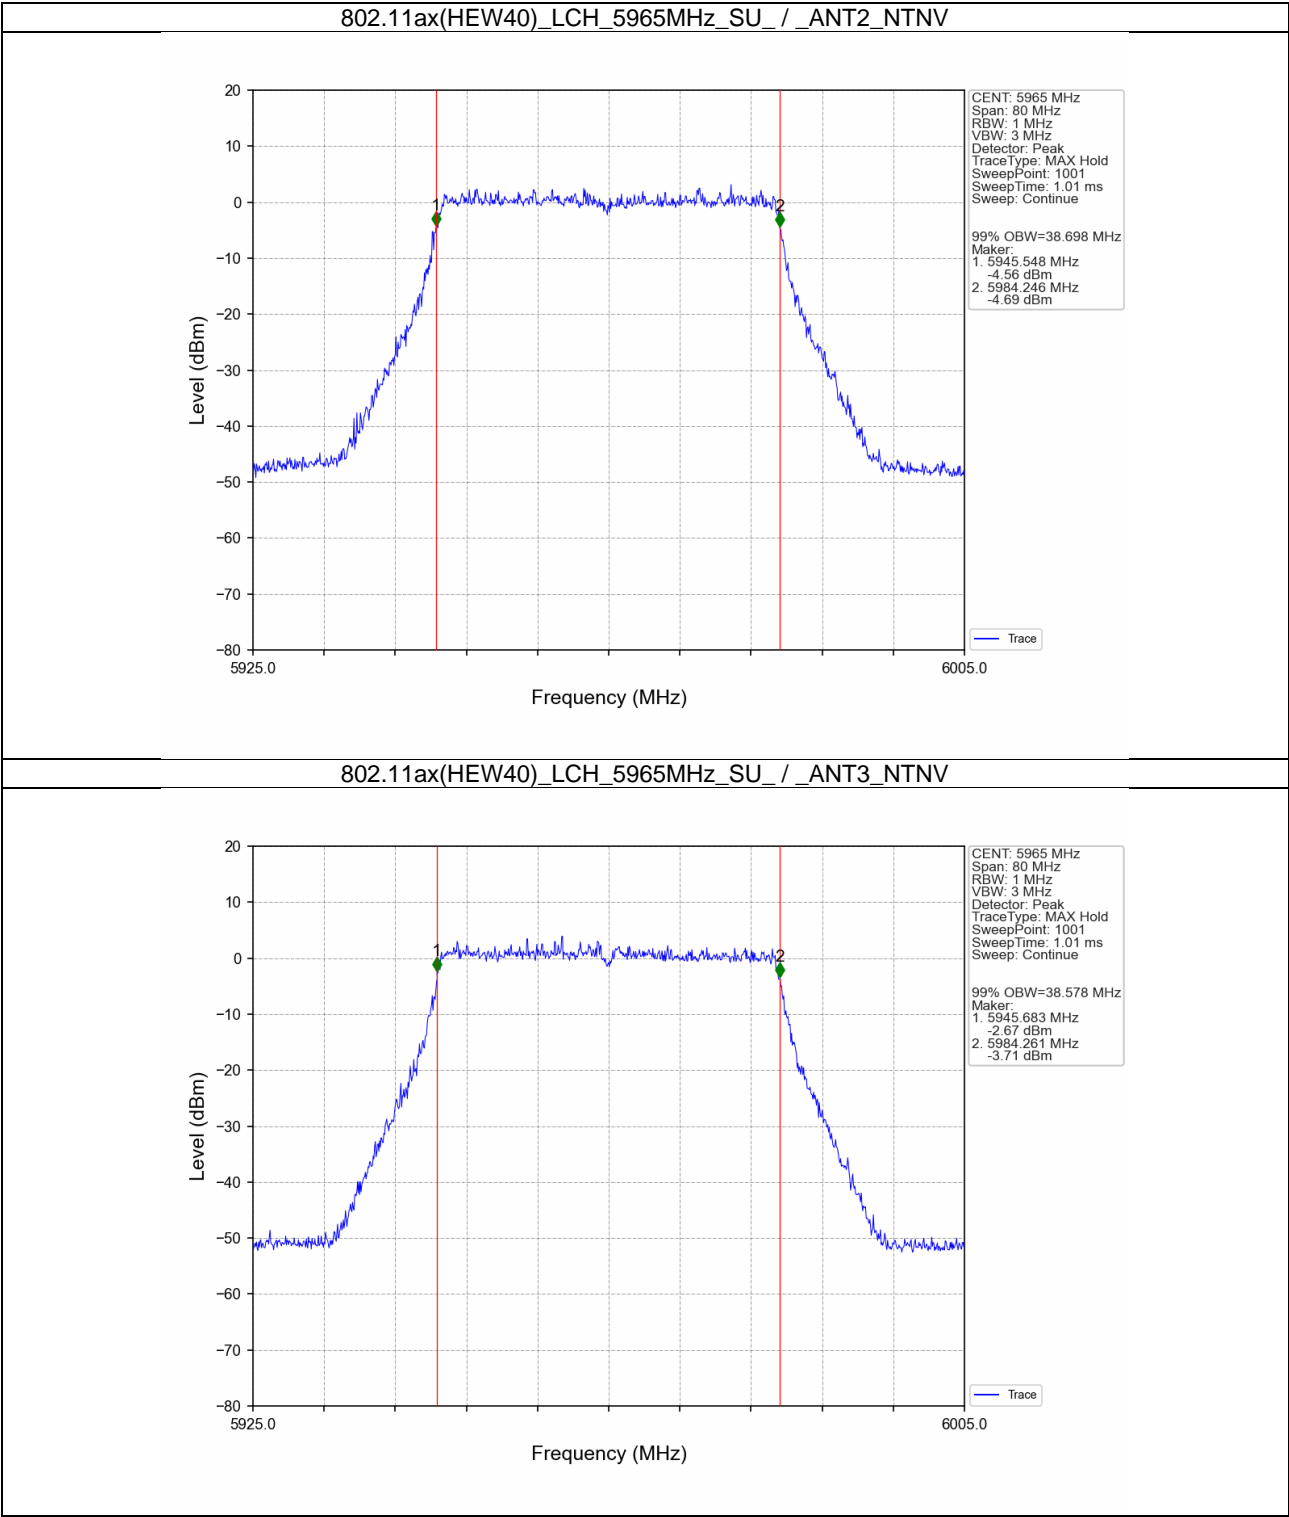 802.11ax(HEW40)_LCH_5965MHz_SU_ / _ANT2_NTNV
20
10
0
−10
−20
−30
−40
−50
−60
−70
−80
Level (dBm)
1
2
5925.0
6005.0
Frequency (MHz)
CENT: 5965 MHz
Span: 80 MHz
RBW: 1 MHz
VBW: 3 MHz
Detector: Peak
TraceType: MAX Hold
SweepPoint: 1001
SweepTime: 1.01 ms
Sweep: Continue
99% OBW=38.698 MHz
Maker:
1. 5945.548 MHz
-4.56 dBm
2. 5984.246 MHz
-4.69 dBm
Trace
802.11ax(HEW40)_LCH_5965MHz_SU_ / _ANT3_NTNV
20
10
0
−10
−20
−30
−40
−50
−60
−70
−80
Level (dBm)
1
2
5925.0
6005.0
Frequency (MHz)
CENT: 5965 MHz
Span: 80 MHz
RBW: 1 MHz
VBW: 3 MHz
Detector: Peak
TraceType: MAX Hold
SweepPoint: 1001
SweepTime: 1.01 ms
Sweep: Continue
99% OBW=38.578 MHz
Maker:
1. 5945.683 MHz
-2.67 dBm
2. 5984.261 MHz
-3.71 dBm
Trace